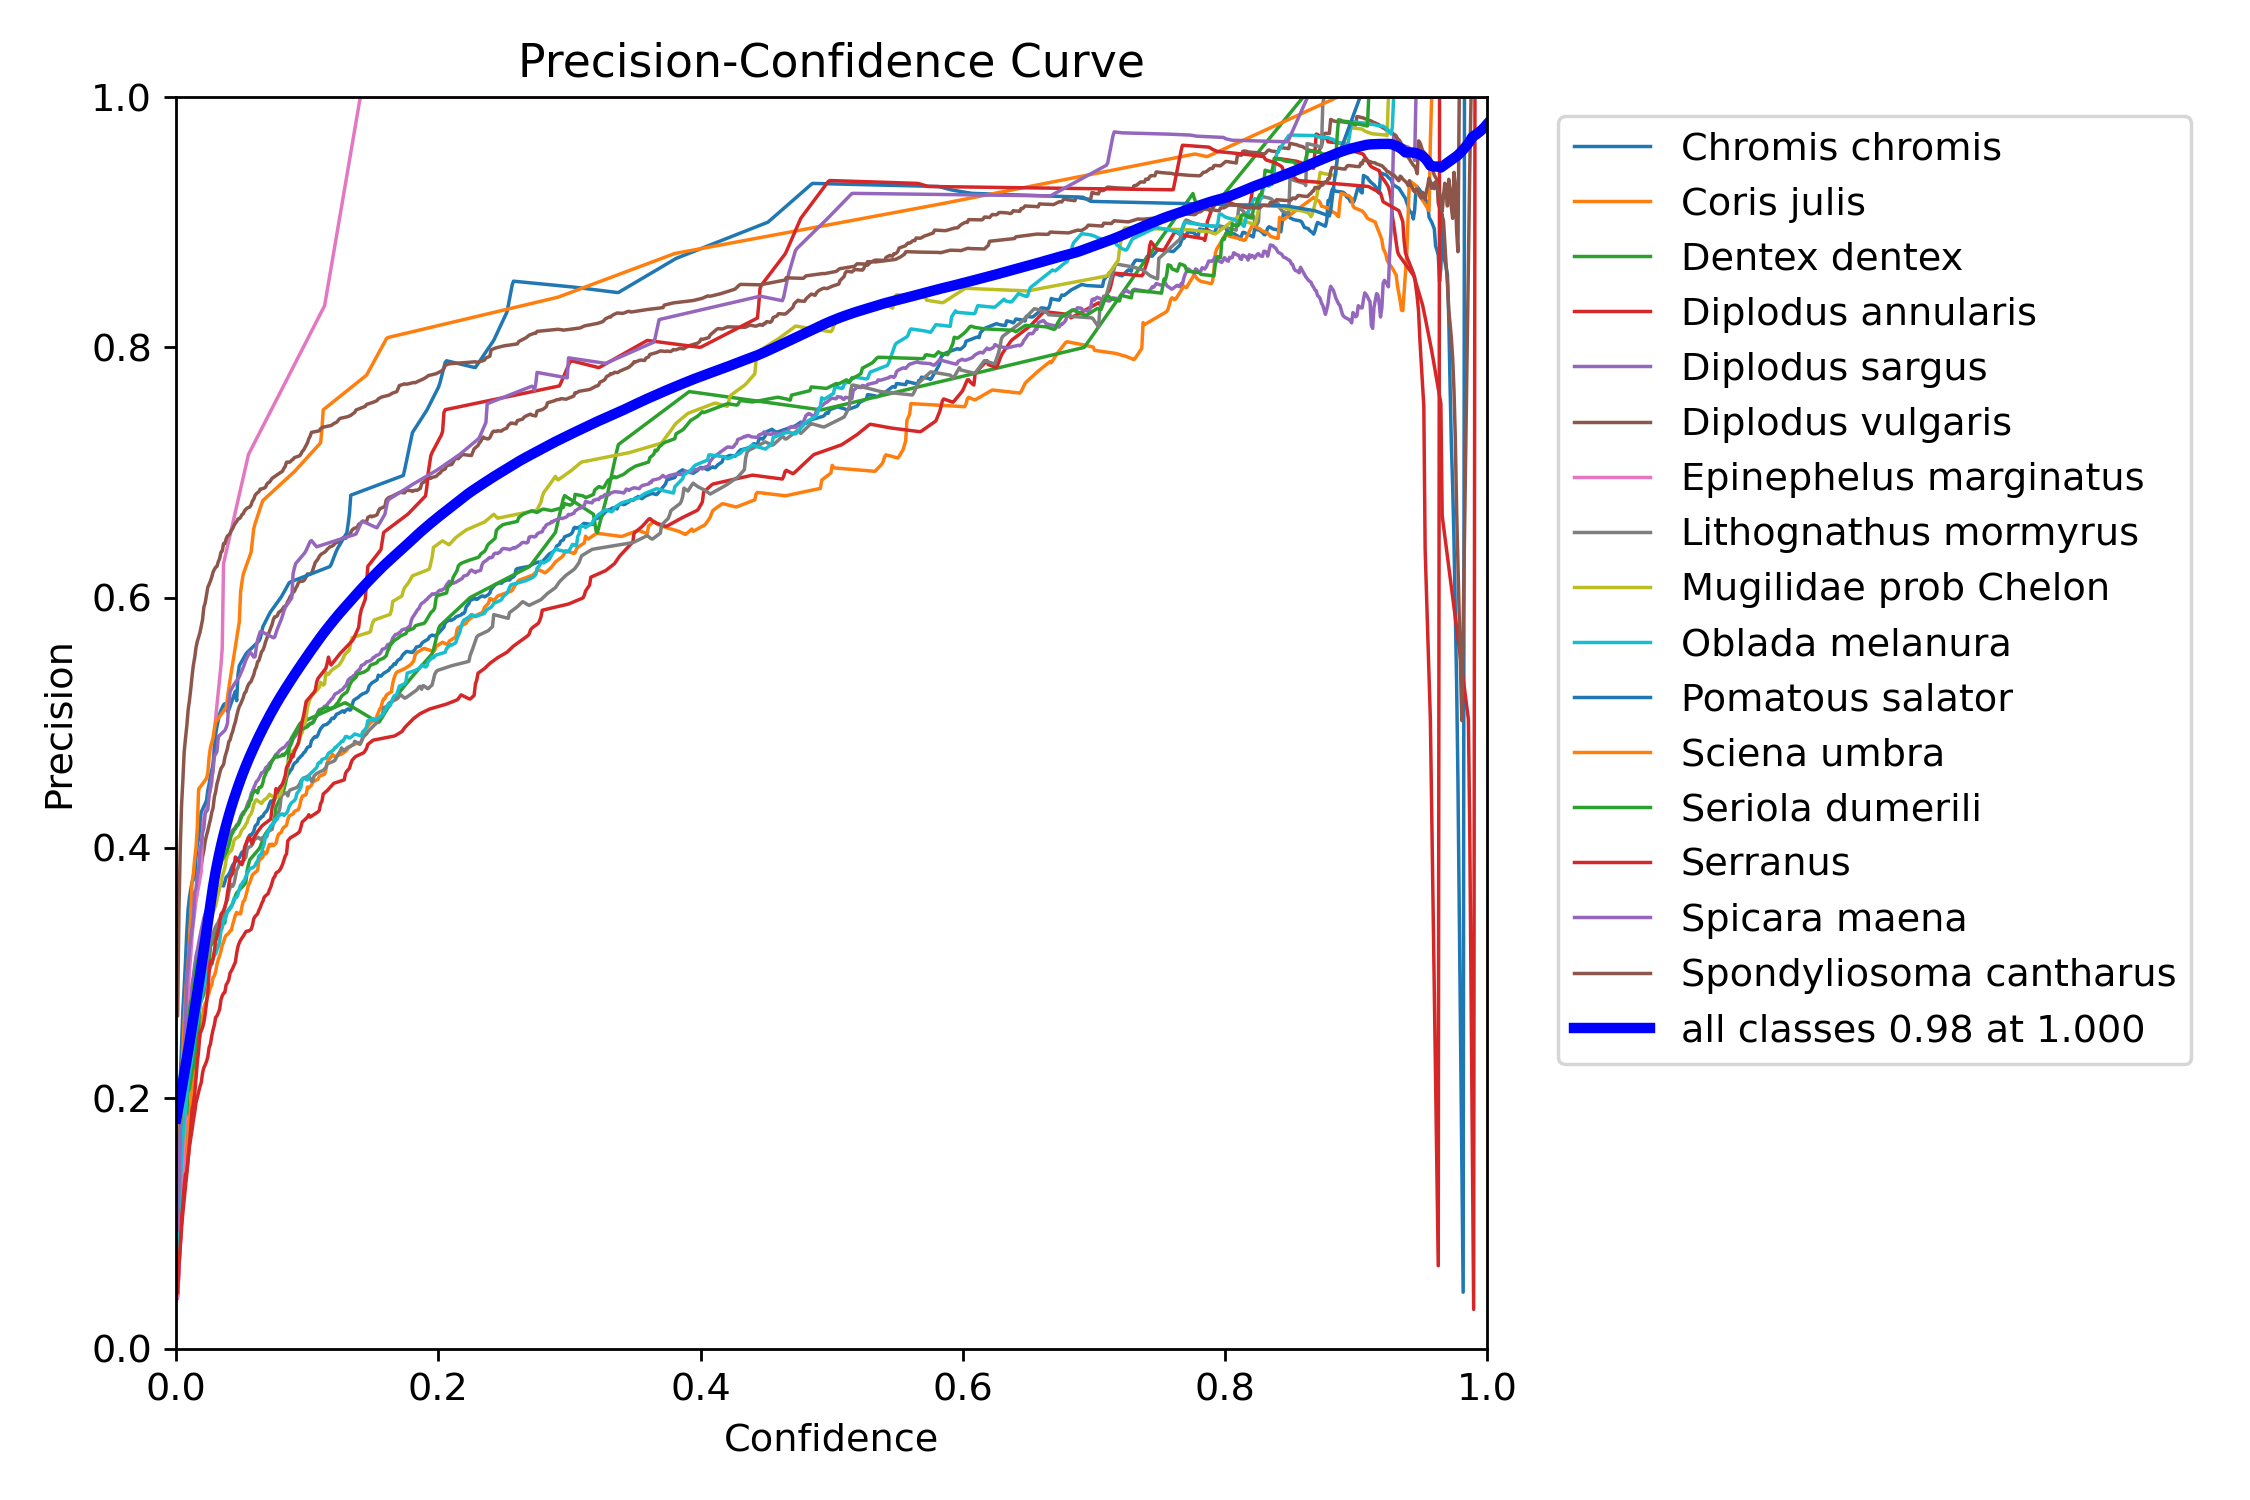 Precision-Confidence Curve
1.0
0.8
0.6
0.4
0.2
0.0
Precision
0.0 0.2 0.4 0.6 0.8 1.0
Confidence
Chromis chromis
Coris julis
Dentex dentex
Diplodus annularis
Diplodus sargus
Diplodus vulgaris
Epinephelus marginatus
Lithognathus mormyrus
Mugilidae prob Chelon
Oblada melanura
Pomatous salator
Sciena umbra
Seriola dumerili
Serranus
Spicara maena
Spondyliosoma cantharus
all classes 0.98 at 1.000